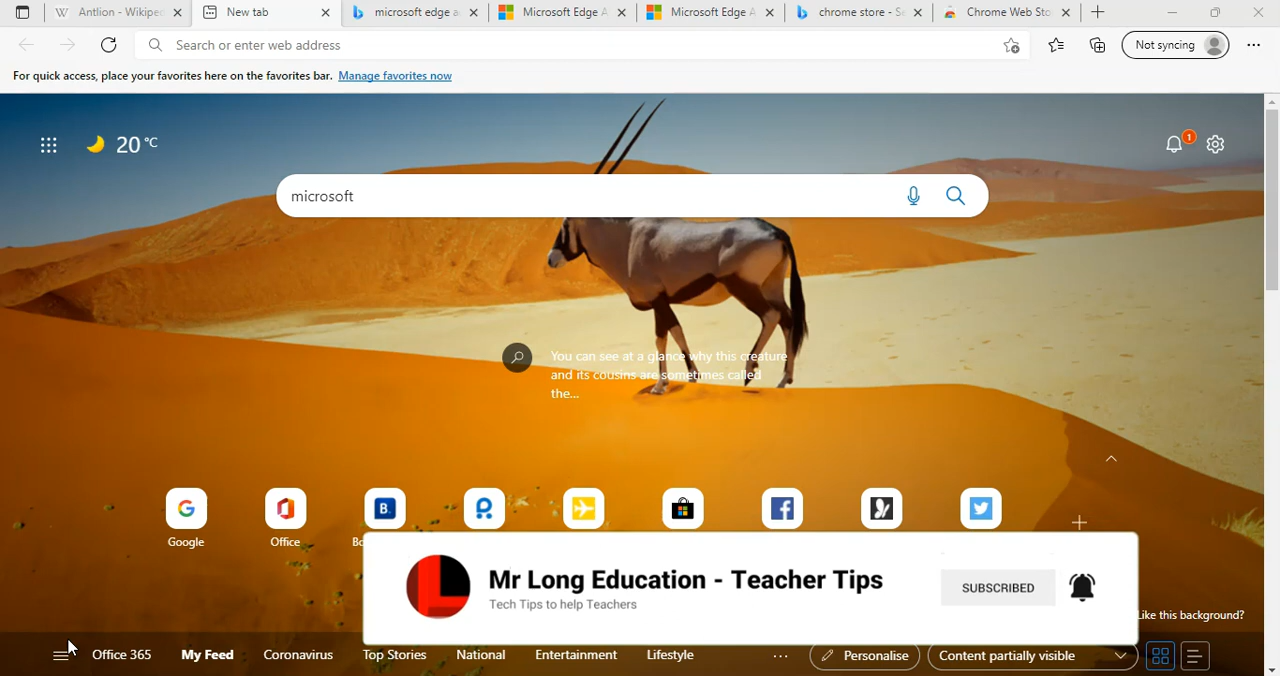 Antlion - Wikiped
New tab
microsoft edge a
Microsoft Edge A
Microsoft Edge A
chrome store - Se
Chrome Web Sto
Search or enter web address
Not syncing
For quick access, place your favorites here on the favorites bar. Manage favorites now
20 °C
1
microsoft
You can see at a glance why this creature
and its cousins are sometimes called
the...
Google
Office
Bo
Mr Long Education - Teacher Tips
Tech Tips to help Teachers
SUBSCRIBED
Like this background?
Office 365
My Feed
Coronavirus
Top Stories
National
Entertainment
Lifestyle
...
Personalise
Content partially visible